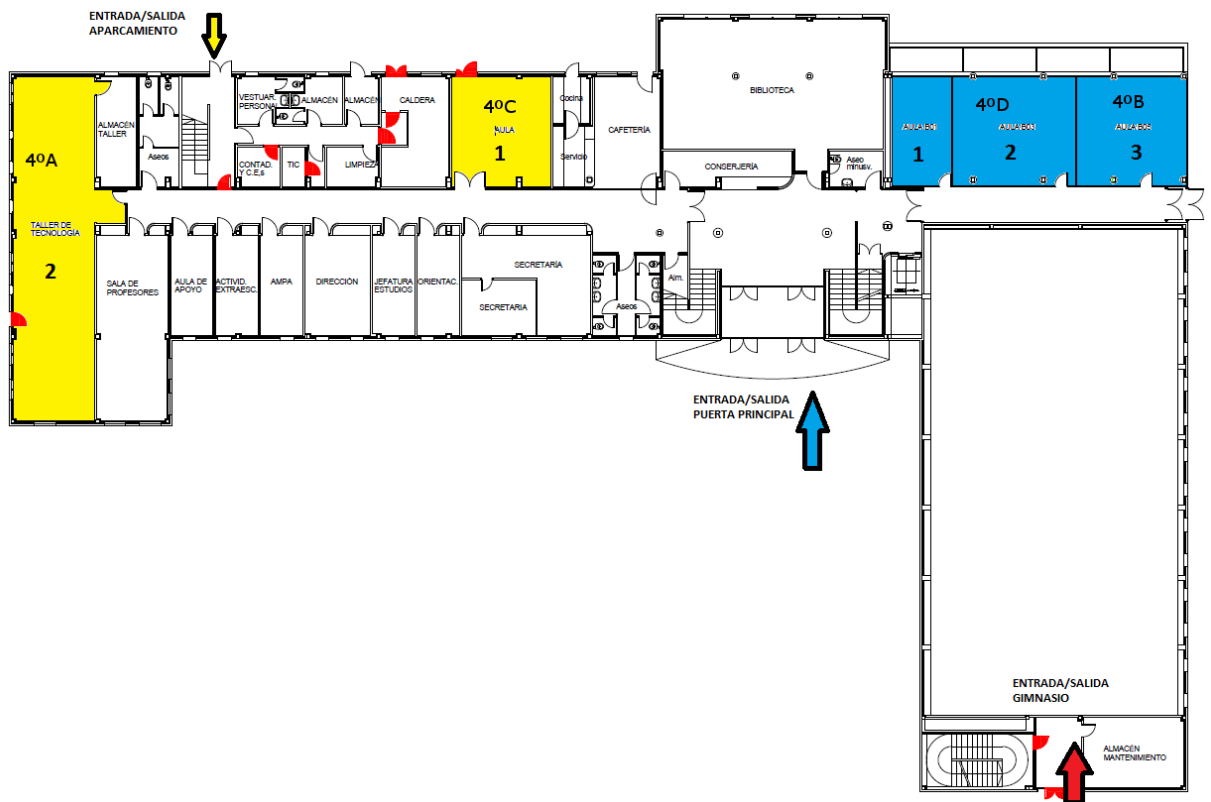 ENTRADA/SALIDA
APARCAMIENTO
4ºA
TALLER DE
TECNOLOGÍA
2
ALMACÉN
TALLER
Aseos
VESTUAR.
PERSONAL
ALMACÉN
ALMACÉN
CALDERA
CONTAD.
Y C.E,s
TIC
LIMPIEZA
4ºC
AULA
1
Cocina
Servicio
CAFETERÍA
BIBLIOTECA
CONSERJERÍA
Aseo
minusv.
1
4ºD
2
4ºB
3
SALA DE
PROFESORES
AULA DE
APOYO
ACTIVID.
EXTRAESC.
AMPA
DIRECCIÓN
JEFATURA
ESTUDIOS
ORIENTAC.
SECRETARÍA
SECRETARIA
Aseos
Alm.
ENTRADA/SALIDA
PUERTA PRINCIPAL
ENTRADA/SALIDA
GIMNASIO
ALMACÉN
MANTENIMIENTO